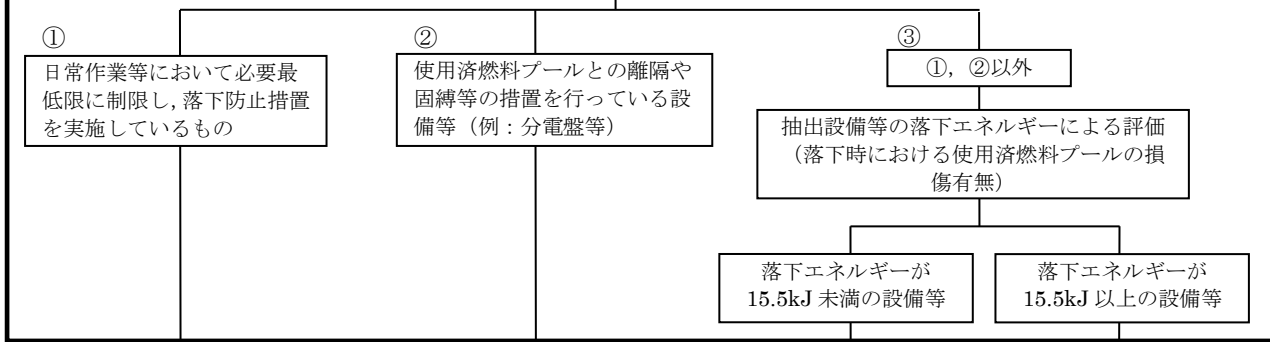 ①
日常作業等において必要最
低限に制限し，落下防止措置
を実施しているもの
②
使用済燃料プールとの離隔や
固縛等の措置を行っている設
備等（例：分電盤等）
③
①，②以外
抽出設備等の落下エネルギーによる評価
（落下時における使用済燃料プールの損
傷有無）
落下エネルギーが
15.5kJ 未満の設備等
落下エネルギーが
15.5kJ 以上の設備等